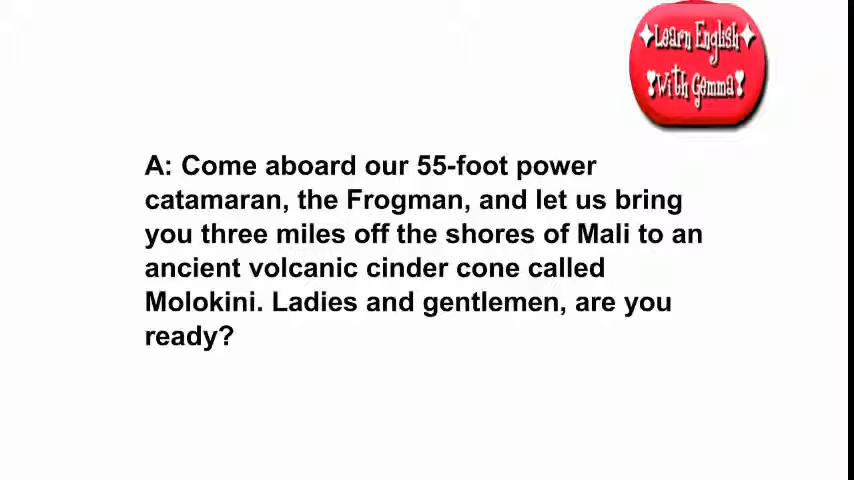 Learn English
With Gemma
A: Come aboard our 55-foot power
catamaran, the Frogman, and let us bring
you three miles off the shores of Mali to an
ancient volcanic cinder cone called
Molokini. Ladies and gentlemen, are you
ready?